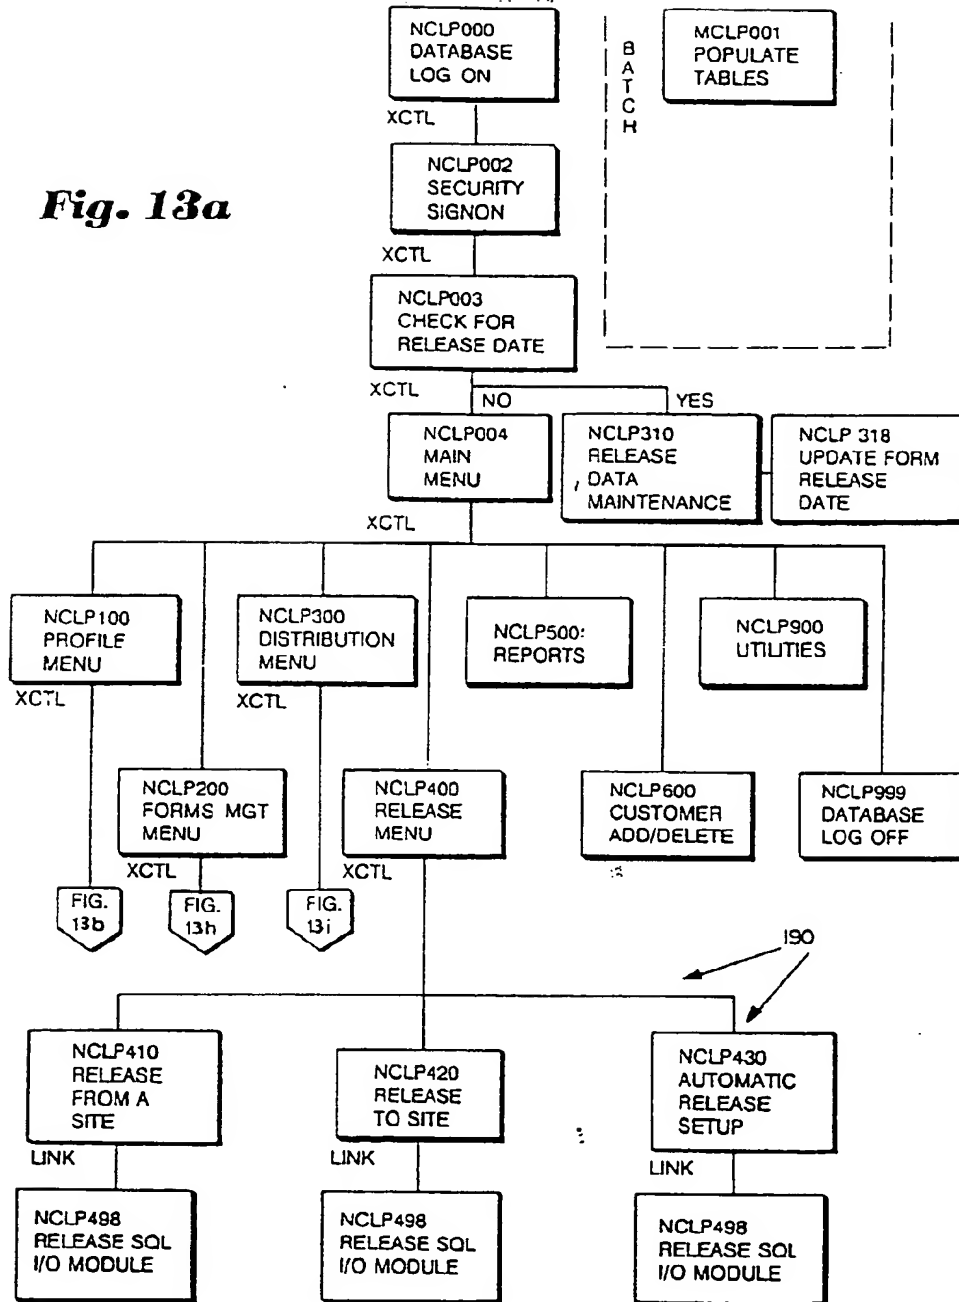 NCLP000
DATABASE
LOG ON
BATCH
MCLP001
POPULATE
TABLES
XCTL
NCLP002
SECURITY
SIGNON
Fig. 13a
XCTL
NCLP003
CHECK FOR
RELEASE DATE
XCTL
NO
YES
NCLP004
MAIN
MENU
NCLP310
RELEASE
DATA
MAINTENANCE
NCLP 318
UPDATE FORM
RELEASE
DATE
XCTL
NCLP100
PROFILE
MENU
XCTL
NCLP300
DISTRIBUTION
MENU
XCTL
NCLP500:
REPORTS
NCLP900
UTILITIES
NCLP200
FORMS MGT
MENU
XCTL
NCLP400
RELEASE
MENU
XCTL
NCLP600
CUSTOMER
ADD/DELETE
NCLP999
DATABASE
LOG OFF
FIG.
13b
FIG.
13h
FIG.
13i
190
NCLP410
RELEASE
FROM A
SITE
LINK
NCLP420
RELEASE
TO SITE
LINK
NCLP430
AUTOMATIC
RELEASE
SETUP
LINK
NCLP498
RELEASE SQL
I/O MODULE
NCLP498
RELEASE SQL
I/O MODULE
NCLP498
RELEASE SQL
I/O MODULE